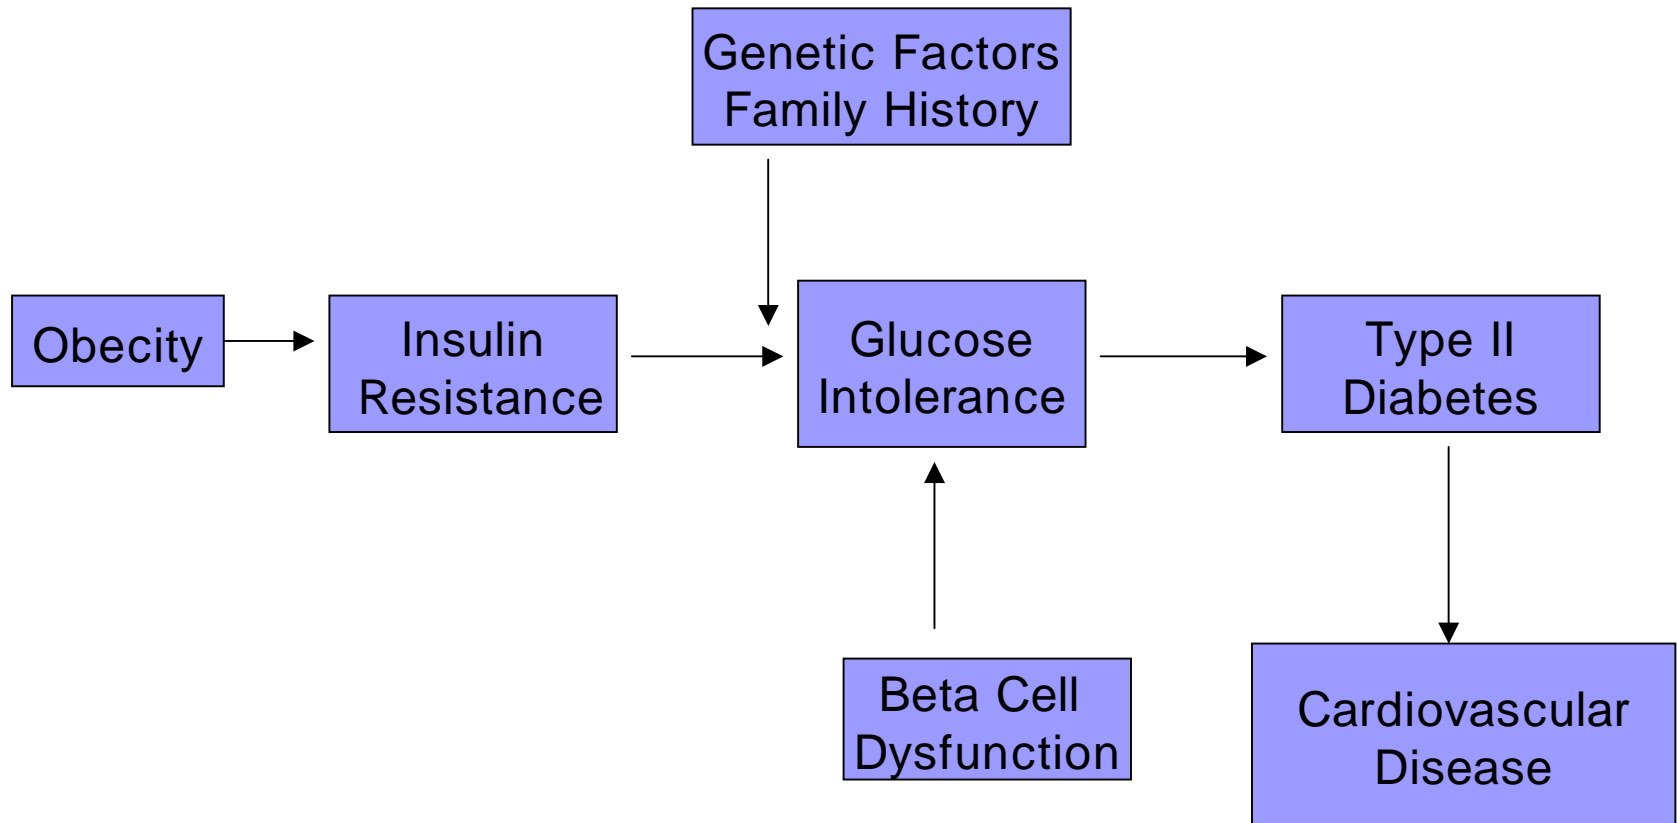 Genetic Factors
Family History
Obecity
Insulin
Resistance
Glucose
Intolerance
Type II
Diabetes
Beta Cell
Dysfunction
Cardiovascular
Disease